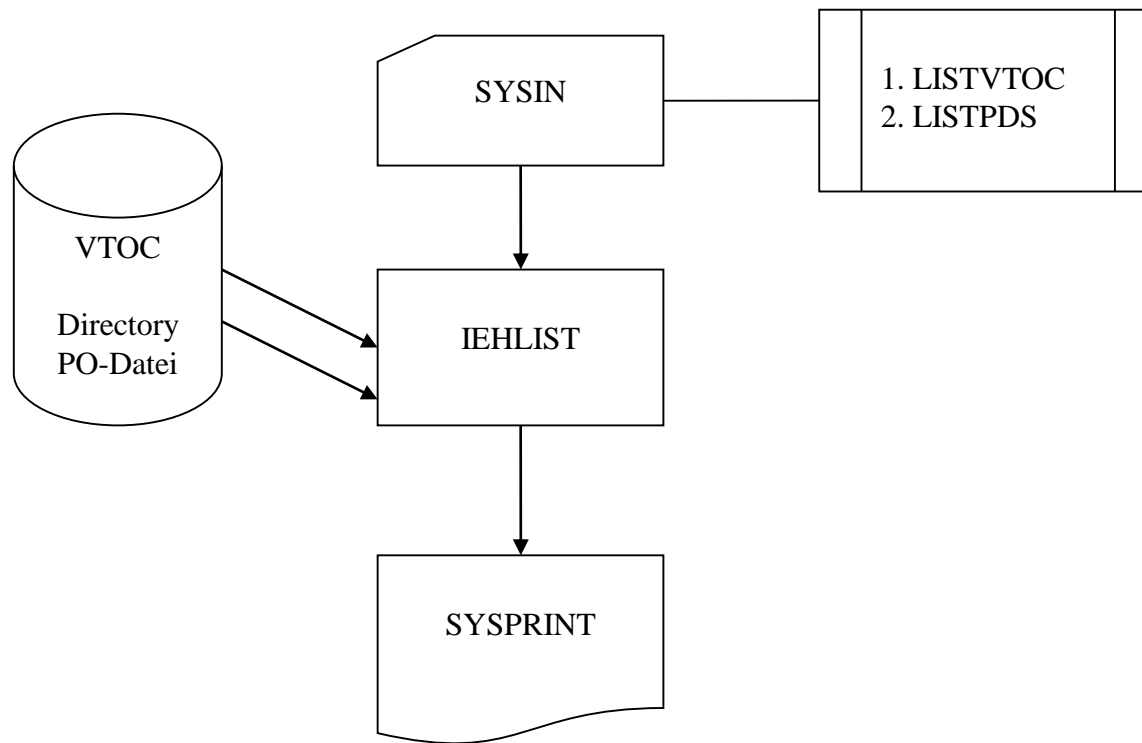 SYSIN
1. LISTVTOC
2. LISTPDS
VTOC
Directory
PO-Datei
IEHLIST
SYSPRINT